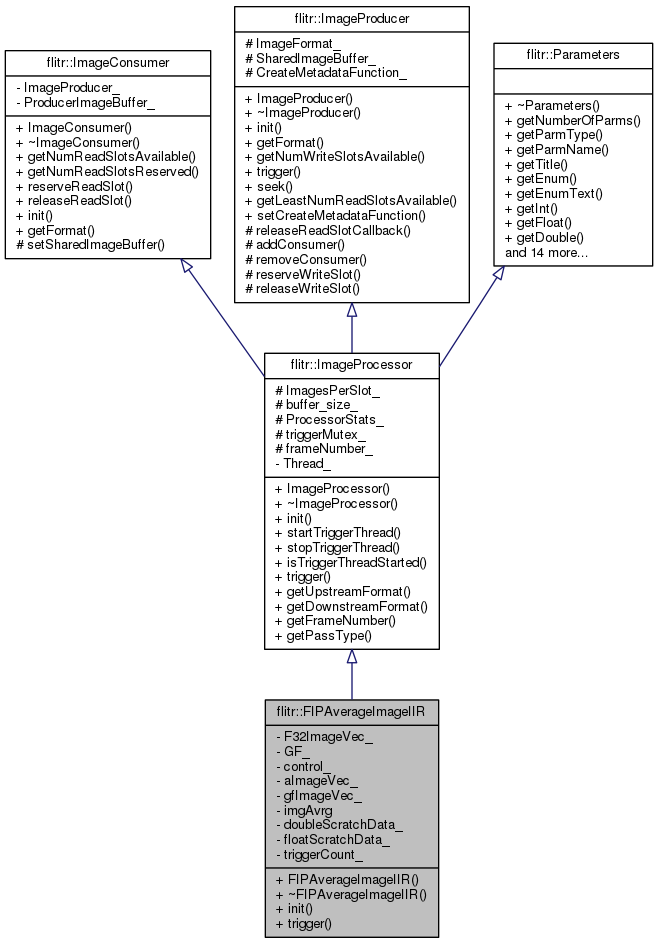 flitr::ImageConsumer
- ImageProducer_
- ProducerImageBuffer_
+ ImageConsumer()
+ ~ImageConsumer()
+ getNumReadSlotsAvailable()
+ getNumReadSlotsReserved()
+ reserveReadSlot()
+ releaseReadSlot()
+ init()
+ getFormat()
# setSharedImageBuffer()
flitr::ImageProducer
# ImageFormat_
# SharedImageBuffer_
# CreateMetadataFunction_
+ ImageProducer()
+ ~ImageProducer()
+ init()
+ getFormat()
+ getNumWriteSlotsAvailable()
+ trigger()
+ seek()
+ getLeastNumReadSlotsAvailable()
+ setCreateMetadataFunction()
# releaseReadSlotCallback()
# addConsumer()
# removeConsumer()
# reserveWriteSlot()
# releaseWriteSlot()
flitr::Parameters
+ ~Parameters()
+ getNumberOfParms()
+ getParmType()
+ getParmName()
+ getTitle()
+ getEnum()
+ getEnumText()
+ getInt()
+ getFloat()
+ getDouble()
and 14 more...
flitr::ImageProcessor
# ImagesPerSlot_
# buffer_size_
# ProcessorStats_
# triggerMutex_
# frameNumber_
- Thread_
+ ImageProcessor()
+ ~ImageProcessor()
+ init()
+ startTriggerThread()
+ stopTriggerThread()
+ isTriggerThreadStarted()
+ trigger()
+ getUpstreamFormat()
+ getDownstreamFormat()
+ getFrameNumber()
+ getPassType()
flitr::FIPAverageImageIIR
- F32ImageVec_
- GF_
- control_
- aImageVec_
- gfImageVec_
- imgAvrg
- doubleScratchData_
- floatScratchData_
- triggerCount_
+ FIPAverageImageIIR()
+ ~FIPAverageImageIIR()
+ init()
+ trigger()